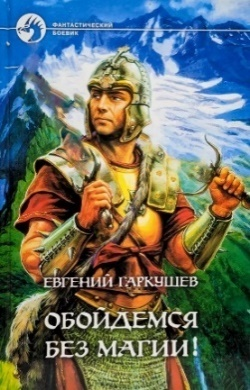 ФАНТАСТИЧЕСКИЙ
БОЕВИК
ЕВГЕНИЙ ГАРКУШЕВ
ОБОЙДЕМСЯ
БЕЗ МАГИИ!